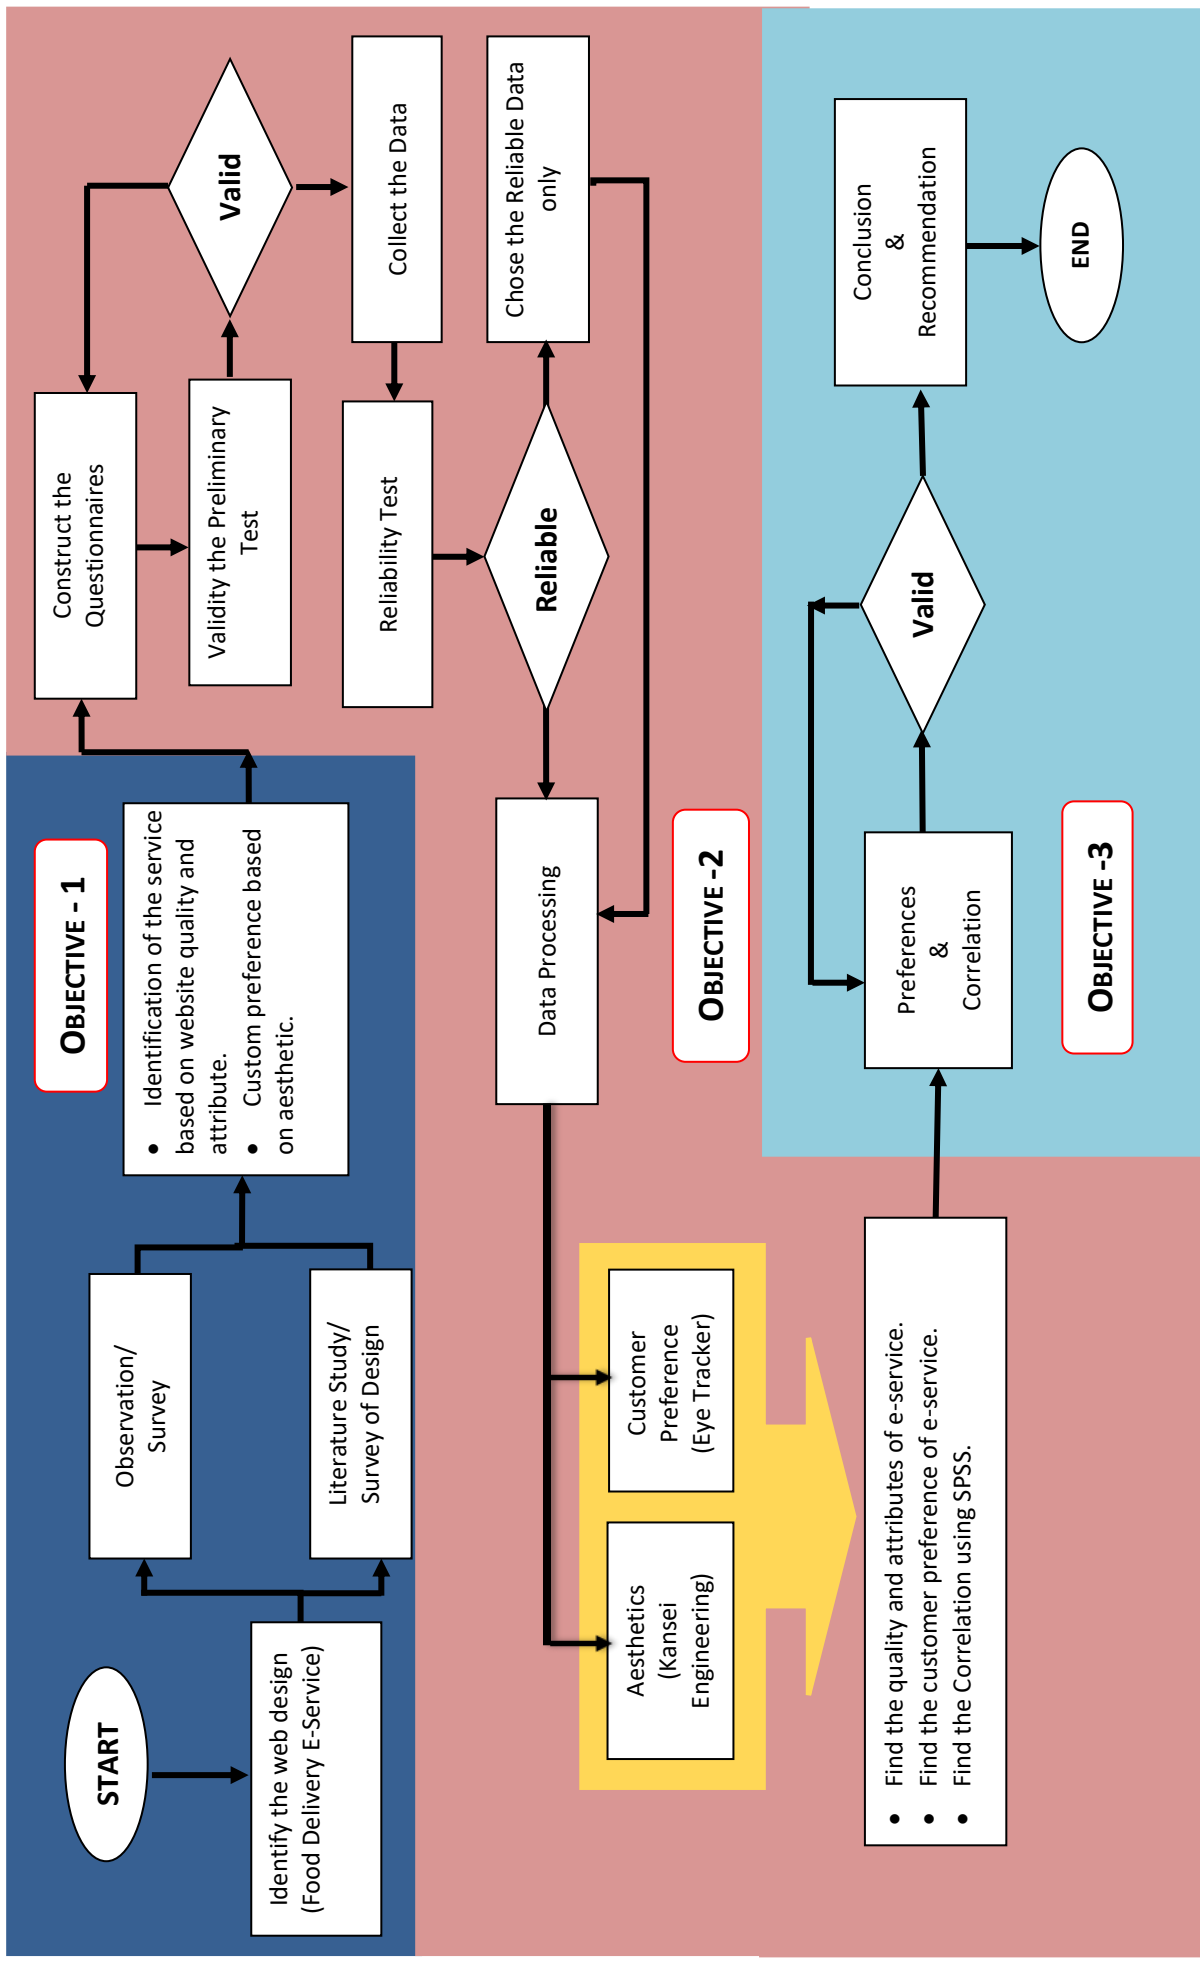 START
Identify the web design
(Food Delivery E-Service)
Observation/
Survey
Literature Study/
Survey of Design
OBJECTIVE - 1
• Identification of the service
based on website quality and
attribute.
• Custom preference based
on aesthetic.
Construct the
Questionnaires
Validity the Preliminary
Test
Valid
Collect the Data
Reliability Test
Reliable
Chose the Reliable Data
only
Data Processing
OBJECTIVE -2
Aesthetics
(Kansei
Engineering)
Customer
Preference
(Eye Tracker)
• Find the quality and attributes of e-service.
• Find the customer preference of e-service.
• Find the Correlation using SPSS.
Preferences
&
Correlation
OBJECTIVE -3
Valid
Conclusion
&
Recommendation
END